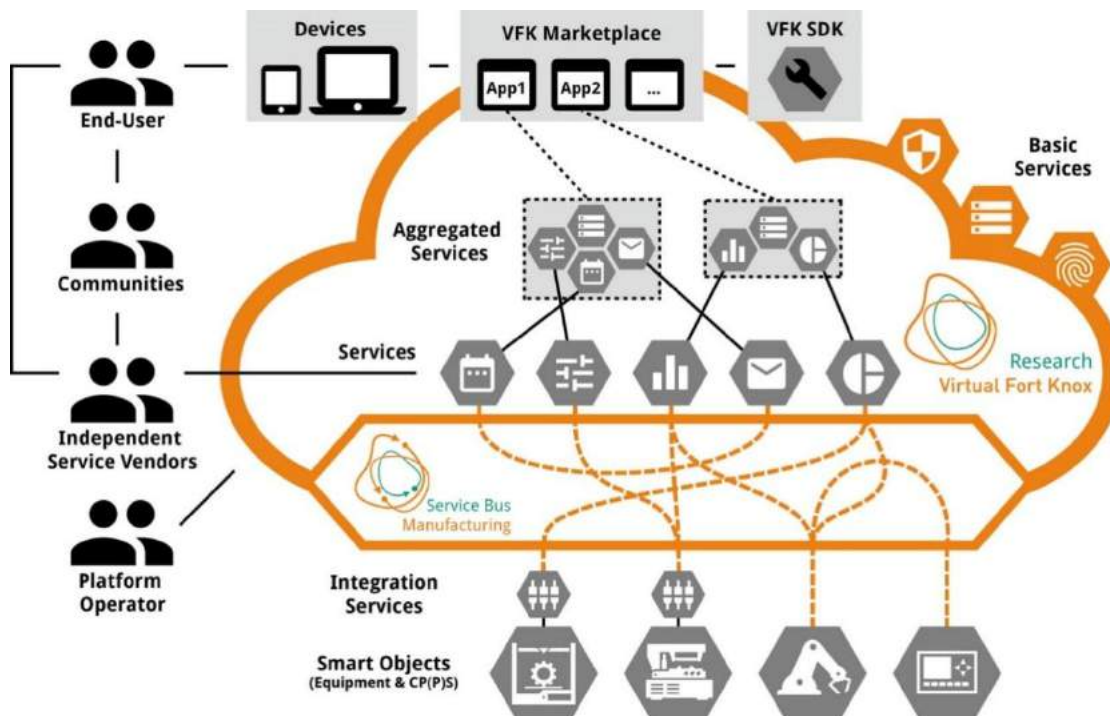 Devices
VFK Marketplace
VFK SDK
App1
App2
...
End-User
Basic
Services
Aggregated
Services
Communities
Services
Research
Virtual Fort Knox
Independent
Service Vendors
Service Bus
Manufacturing
Platform
Operator
Integration
Services
Smart Objects
(Equipment & CP(P)S)